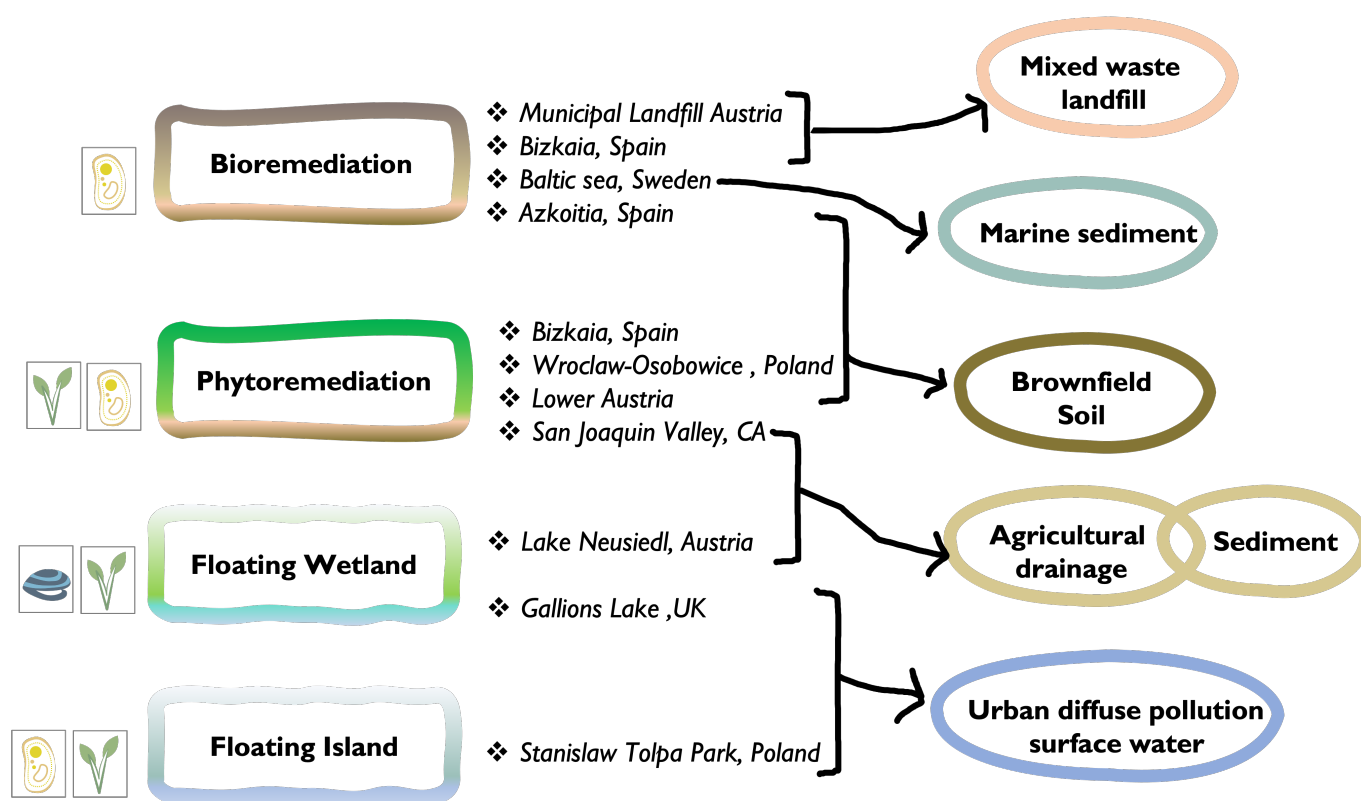 Bioremediation
❖ Municipal Landfill Austria
❖ Bizkaia, Spain
❖ Baltic sea, Sweden
❖ Azkoitia, Spain
Mixed waste
landfill
Marine sediment
Phytoremediation
❖ Bizkaia, Spain
❖ Wroclaw-Osobowice , Poland
❖ Lower Austria
❖ San Joaquin Valley, CA
Brownfield
Soil
Floating Wetland
❖ Lake Neusiedl, Austria
❖ Gallions Lake ,UK
Agricultural
drainage
Sediment
Floating Island
❖ Stanislaw Tolpa Park, Poland
Urban diffuse pollution
surface water